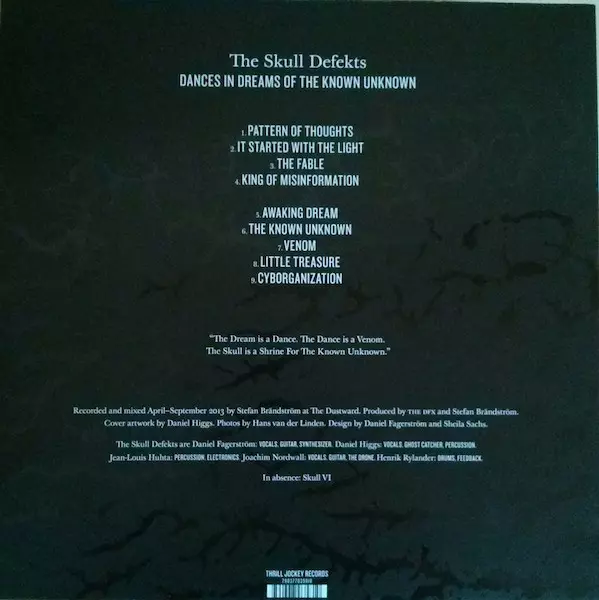 The Skull Defekts
DANCES IN DREAMS OF THE KNOWN UNKNOWN
1. PATTERN OF THOUGHTS
2. IT STARTED WITH THE LIGHT
3. THE FABLE
4. KING OF MISINFORMATION
5. AWAKING DREAM
6. THE KNOWN UNKNOWN
7. VENOM
8. LITTLE TREASURE
9. CYBORGANIZATION
“The Dream is a Dance. The Dance is a Venom.
The Skull is a Shrine For The Known Unknown.”
Recorded and mixed April–September 2013 by Stefan Brändström at The Dustward. Produced by THE DFX and Stefan Brändström.
Cover artwork by Daniel Higgs. Photos by Hans van der Linden. Design by Daniel Fagerström and Sheila Sachs.
The Skull Defekts are Daniel Fagerström: VOCALS, GUITAR, SYNTHESIZER. Daniel Higgs: VOCALS, GHOST CATCHER, PERCUSSION.
Jean-Louis Huhta: PERCUSSION, ELECTRONICS. Joachim Nordwall: VOCALS, GUITAR, THE DRONE. Henrik Rylander: DRUMS, FEEDBACK.
In absence: Skull VI
THRILL JOCKEY RECORDS